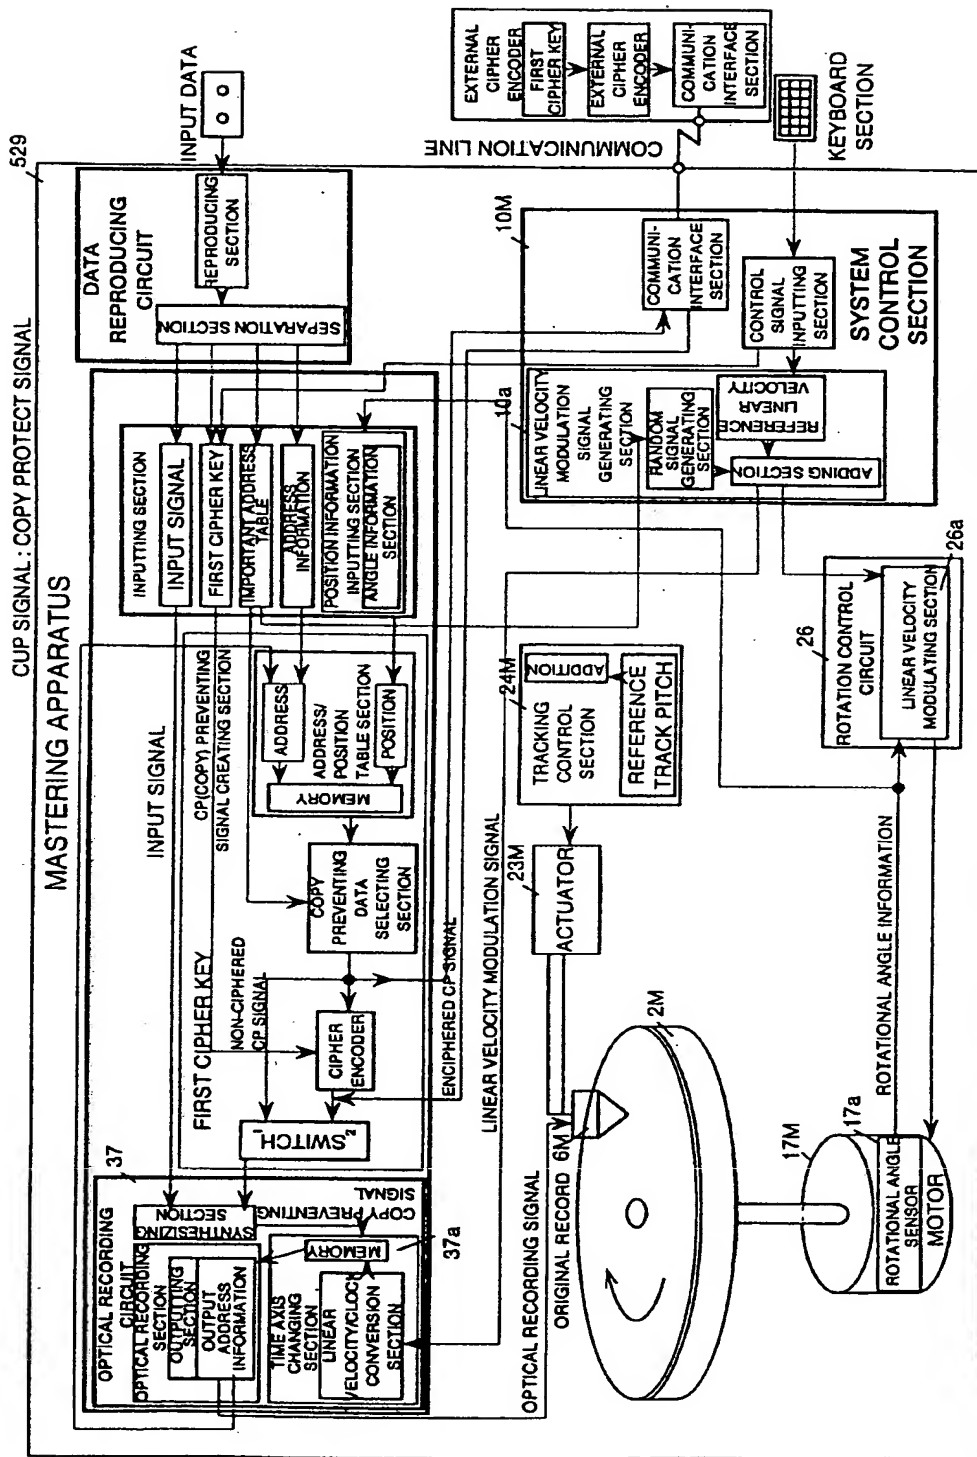 CUP SIGNAL: COPY PROTECT SIGNAL
529
MASTERING APPARATUS
INPUT DATA
DATA
REPRODUCING
CIRCUIT
REPRODUCING
SECTION
SEPARATION SECTION
INPUTTING SECTION
INPUT SIGNAL
FIRST CIPHER KEY
IMPORTANT ADDRESS
TABLE
ADDRESS
INFORMATION
POSITION INFORMATION
INPUTTING SECTION
ANGLE INFORMATION
SECTION
INPUT SIGNAL
CP(COPY) PREVENTING
SIGNAL CREATING SECTION
ADDRESS
ADDRESS/
POSITION
TABLE SECTION
POSITION
MEMORY
COPY
PREVENTING
DATA
SELECTING
SECTION
FIRST CIPHER KEY
NON-CIPHERED
CP SIGNAL
CIPHER
ENCODER
ENCIPHERED CP SIGNAL
1 SWITCH 2
37
OPTICAL RECORDING
CIRCUIT
OPTICAL RECORDING
SECTION
OUTPUTTING
SECTION
OUTPUT
ADDRESS
INFORMATION
SYNTHESIZING
SECTION
COPY PREVENTING
SIGNAL
37a
MEMORY
TIME AXIS
CHANGING
SECTION
LINEAR
VELOCITY/CLOCK
CONVERSION
SECTION
EXTERNAL
CIPHER
ENCODER
FIRST
CIPHER KEY
EXTERNAL
CIPHER
ENCODER
COMMUNI-
CATION
INTERFACE
SECTION
COMMUNICATION LINE
KEYBOARD
SECTION
10M
COMMUNI-
CATION
INTERFACE
SECTION
CONTROL
SIGNAL
INPUTTING
SECTION
SYSTEM
CONTROL
SECTION
10a
LINEAR VELOCITY
MODULATION
SIGNAL
GENERATING
SECTION
RANDOM
SIGNAL
GENERATING
SECTION
REFERENCE
LINEAR
VELOCITY
ADDING SECTION
24M
TRACKING
CONTROL
SECTION
ADDITION
REFERENCE
TRACK PITCH
26
ROTATION CONTROL
CIRCUIT
26a
LINEAR VELOCITY
MODULATING SECTION
23M
ACTUATOR
LINEAR VELOCITY MODULATION SIGNAL
OPTICAL RECORDING SIGNAL
ORIGINAL RECORD
6M
2M
ROTATIONAL ANGLE INFORMATION
17M
17a
ROTATIONAL ANGLE
SENSOR
MOTOR